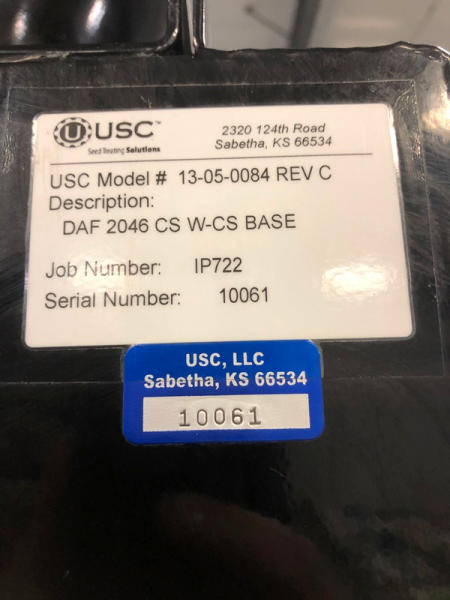 USC™
Seed Treating Solutions
2320 124th Road
Sabetha, KS 66534
USC Model # 13-05-0084 REV C
Description:
DAF 2046 CS W-CS BASE
Job Number: IP722
Serial Number: 10061
USC, LLC
Sabetha, KS 66534
10061